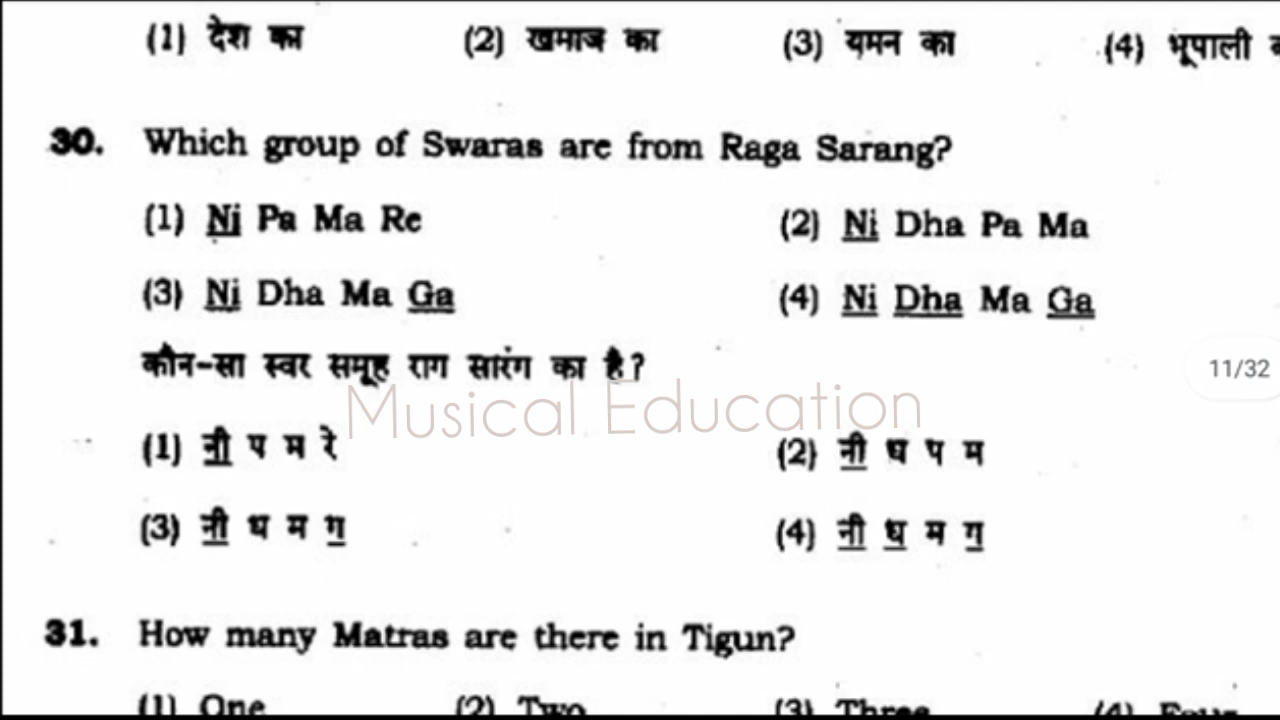 (1) देश का (2) खमाज का (3) यमन का (4) भूपाली
30. Which group of Swaras are from Raga Sarang?
(1) Ni Pa Ma Re (2) Ni Dha Pa Ma
(3) Ni Dha Ma Ga (4) Ni Dha Ma Ga
कौन-सा स्वर समूह राग सारंग का है?
11/32
Musical Education
(1) नी प म रे (2) नी ध प म
(3) नी ध म ग (4) नी ध म ग
31. How many Matras are there in Tigun?
(1) One (2) Two (3) Three (4) Four